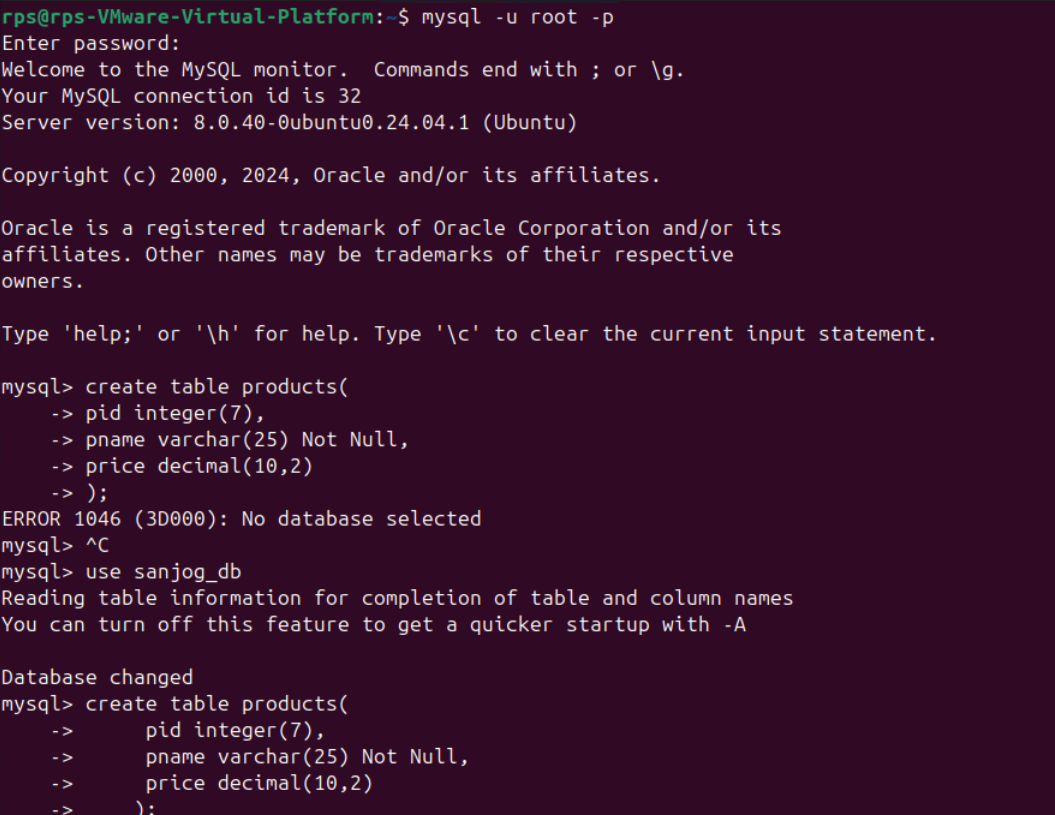 rps@rps-VMware-Virtual-Platform:~$ mysql -u root -p
Enter password:
Welcome to the MySQL monitor.  Commands end with ; or \g.
Your MySQL connection id is 32
Server version: 8.0.40-0ubuntu0.24.04.1 (Ubuntu)

Copyright (c) 2000, 2024, Oracle and/or its affiliates.

Oracle is a registered trademark of Oracle Corporation and/or its
affiliates. Other names may be trademarks of their respective
owners.

Type 'help;' or '\h' for help. Type '\c' to clear the current input statement.

mysql> create table products(
    -> pid integer(7),
    -> pname varchar(25) Not Null,
    -> price decimal(10,2)
    -> );
ERROR 1046 (3D000): No database selected
mysql> ^C
mysql> use sanjog_db
Reading table information for completion of table and column names
You can turn off this feature to get a quicker startup with -A

Database changed
mysql> create table products(
    ->      pid integer(7),
    ->      pname varchar(25) Not Null,
    ->      price decimal(10,2)
    ->     );